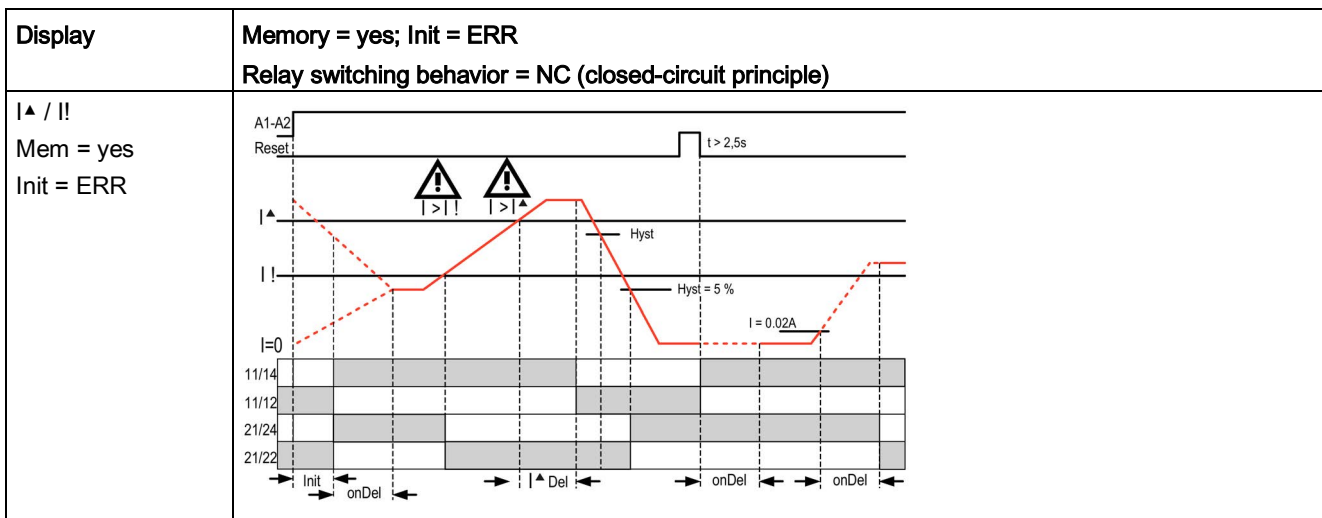 Display
Memory = yes; Init = ERR
Relay switching behavior = NC (closed-circuit principle)
I▲ / I!
Mem = yes
Init = ERR
A1-A2
Reset
t > 2,5s
I > I !
I > I▲
I▲
Hyst
I !
Hyst = 5 %
I = 0.02A
I=0
11/14
11/12
21/24
21/22
Init
onDel
I▲ Del
onDel
onDel